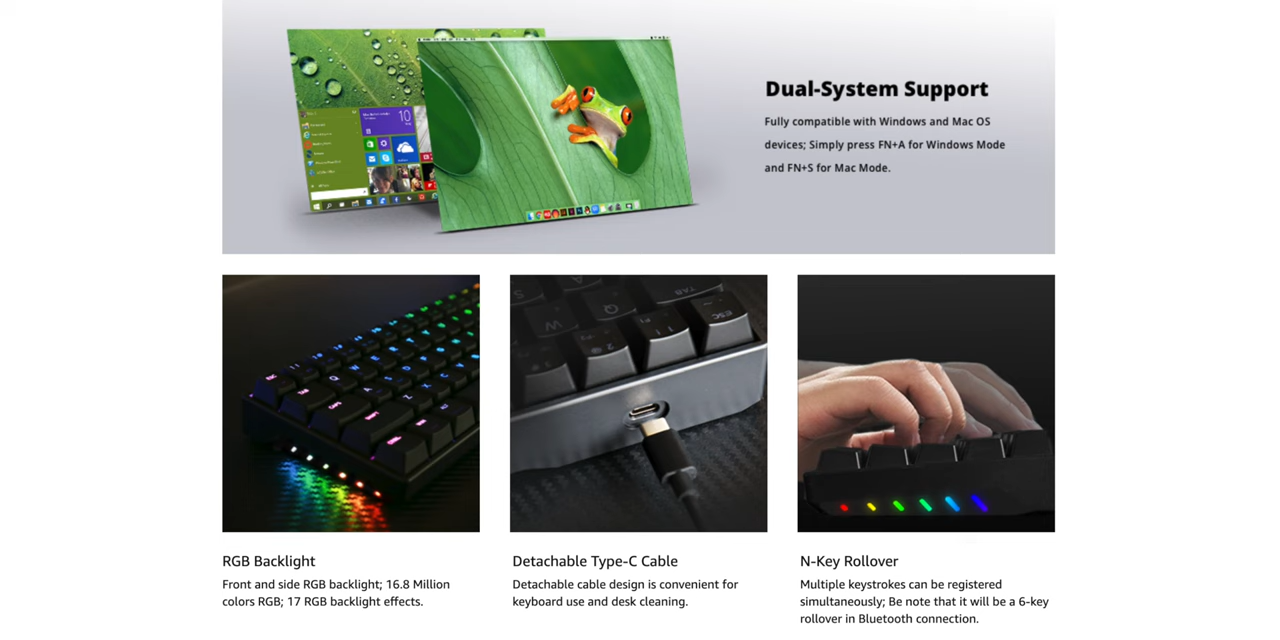 Dual-System Support
Fully compatible with Windows and Mac OS
devices; Simply press FN+A for Windows Mode
and FN+S for Mac Mode.
10
TAB
ESC
Q
W
A
S
RGB Backlight
Front and side RGB backlight; 16.8 Million
colors RGB; 17 RGB backlight effects.
Detachable Type-C Cable
Detachable cable design is convenient for
keyboard use and desk cleaning.
N-Key Rollover
Multiple keystrokes can be registered
simultaneously; Be note that it will be a 6-key
rollover in Bluetooth connection.